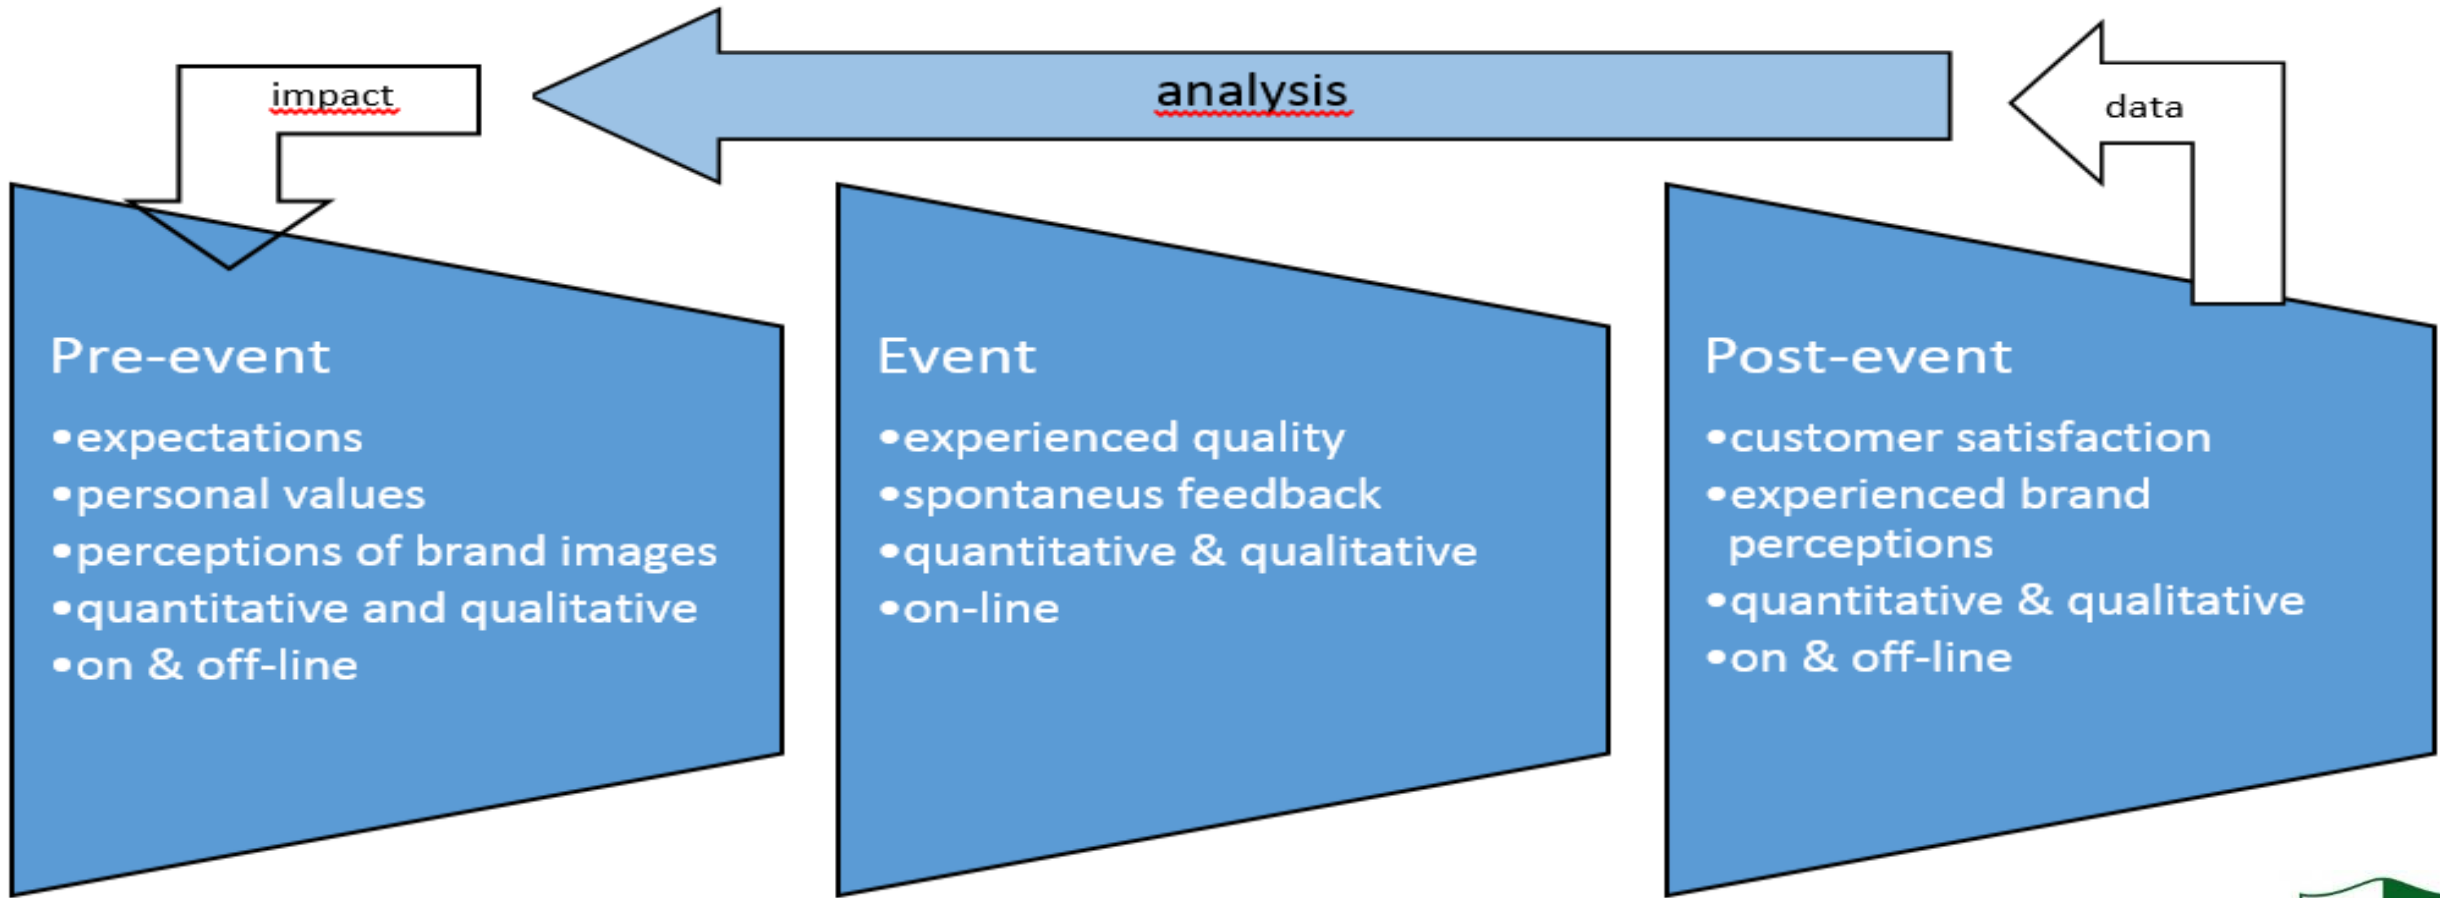 impact
analysis
data
Pre-event
•expectations
•personal values
•perceptions of brand images
•quantitative and qualitative
•on & off-line
Event
•experienced quality
•spontaneus feedback
•quantitative & qualitative
•on-line
Post-event
•customer satisfaction
•experienced brand
perceptions
•quantitative & qualitative
•on & off-line